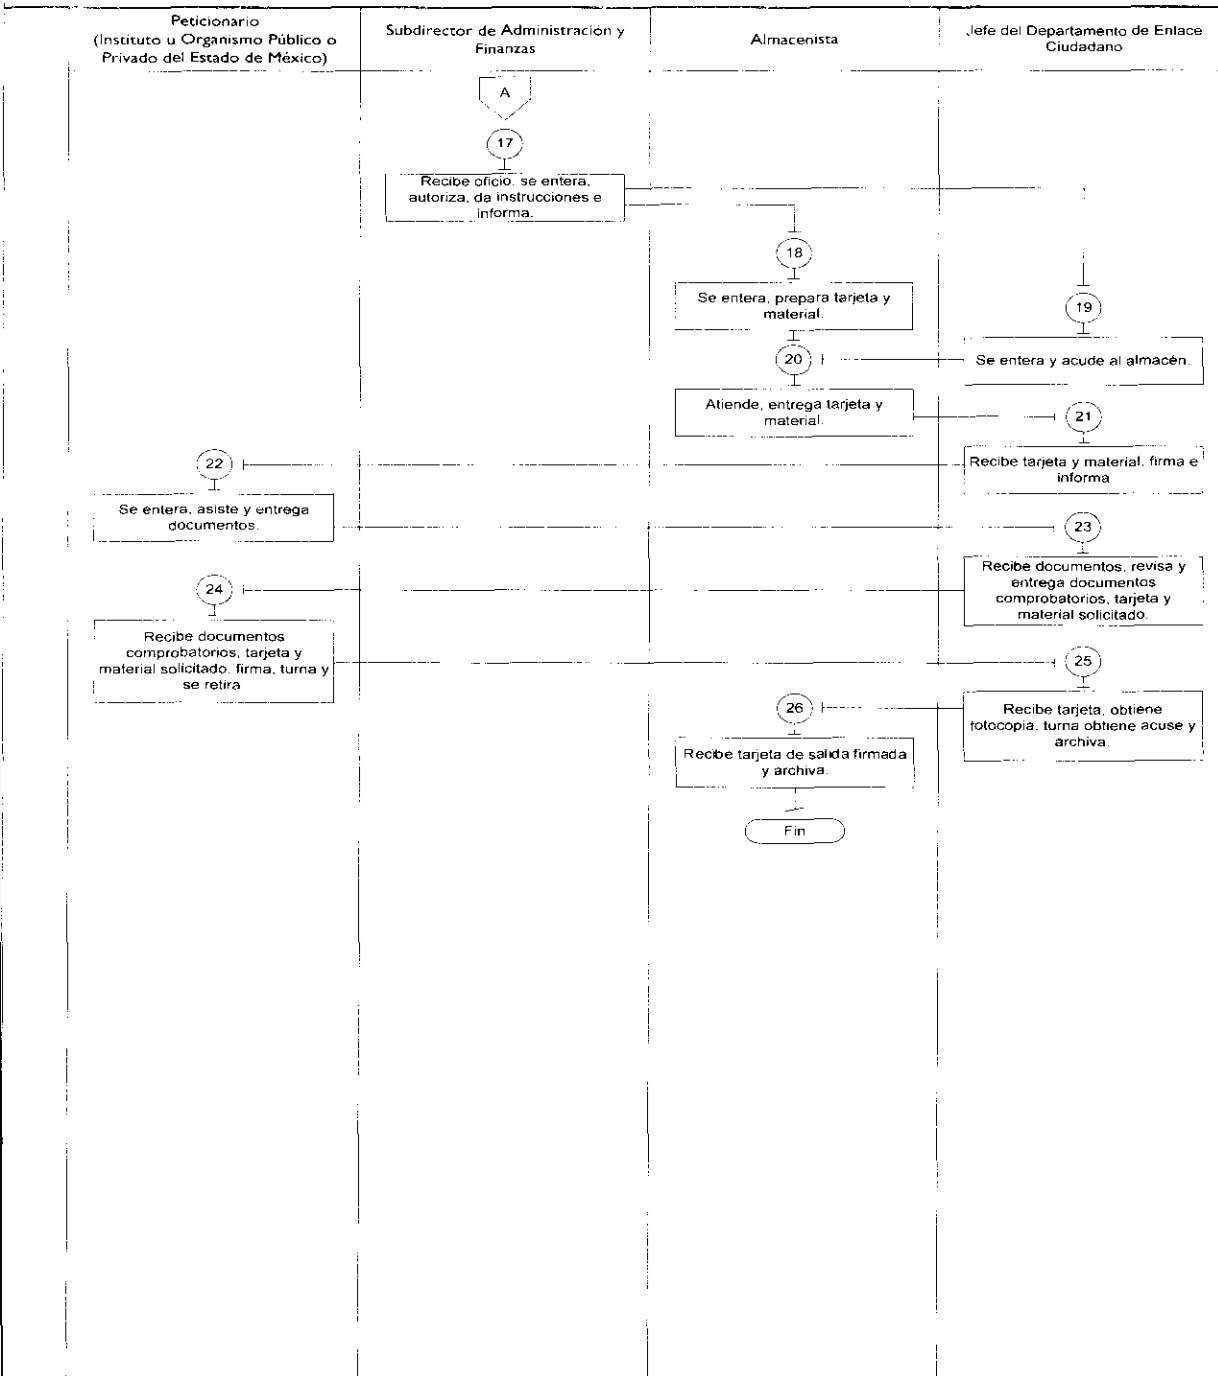 Peticionario
(Instituto u Organismo Público o
Privado del Estado de México)
Subdirector de Administración y
Finanzas
Almacenista
Jefe del Departamento de Enlace
Ciudadano
A
17
Recibe oficio, se entera,
autoriza, da instrucciones e
informa.
18
Se entera, prepara tarjeta y
material.
19
Se entera y acude al almacén.
20
Atiende, entrega tarjeta y
material.
21
Recibe tarjeta y material, firma e
informa
22
Se entera, asiste y entrega
documentos.
23
Recibe documentos, revisa y
entrega documentos
comprobatorios, tarjeta y
material solicitado.
24
Recibe documentos
comprobatorios, tarjeta y
material solicitado, firma, turna y
se retira
25
Recibe tarjeta, obtiene
fotocopia, turna obtiene acuse y
archiva.
26
Recibe tarjeta de salida firmada
y archiva.
Fin